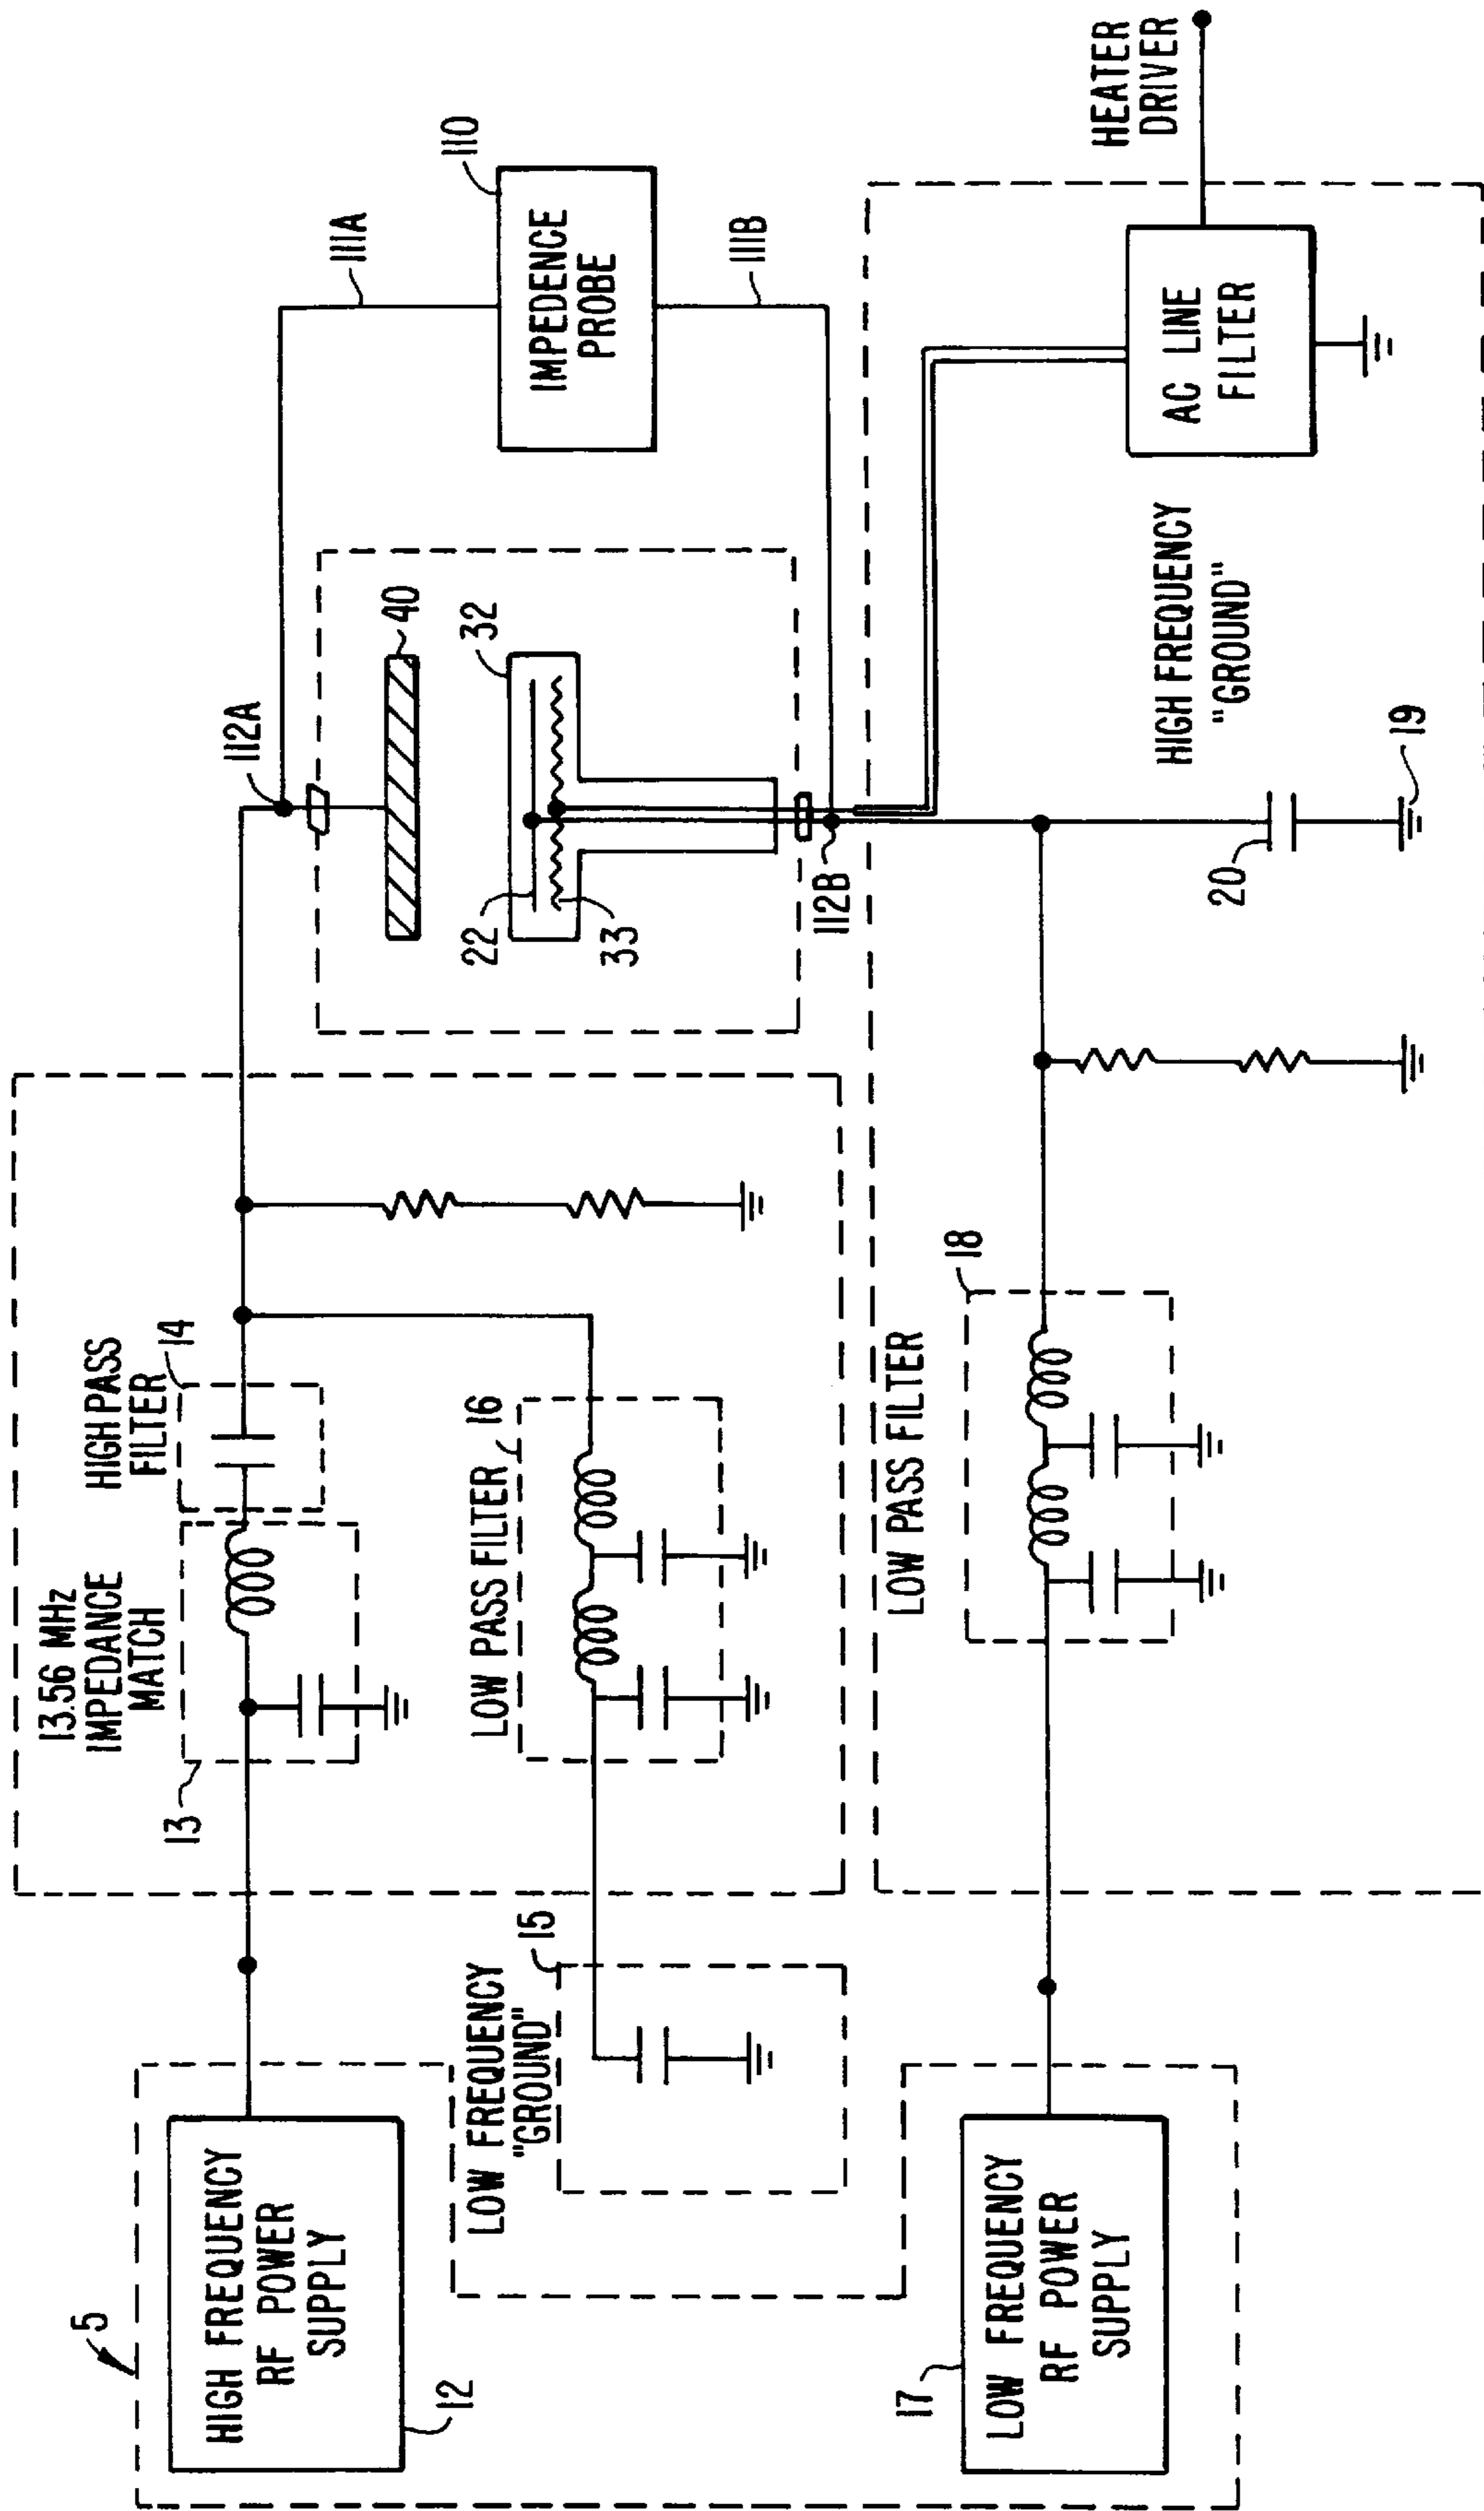 5
HIGH FREQUENCY
RF POWER
SUPPLY
12
13.56 MHz
IMPEDANCE
MATCH
13
HIGH PASS
FILTER
14
LOW PASS FILTER
16
LOW FREQUENCY
"GROUND"
15
LOW FREQUENCY
RF POWER
SUPPLY
17
LOW PASS FILTER
18
112A
40
32
22
33
112B
111A
110
IMPEDENCE
PROBE
111B
HIGH FREQUENCY
"GROUND"
20
19
AC LINE
FILTER
HEATER
DRIVER